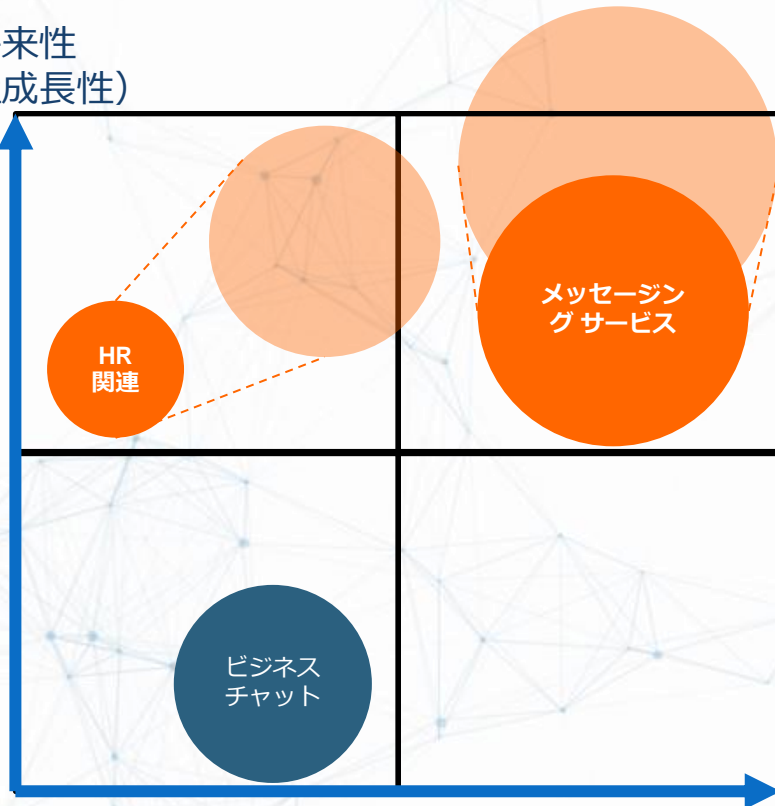 来性
成長性）
メッセージン
グ サービス
HR
関連
ビジネス
チャット